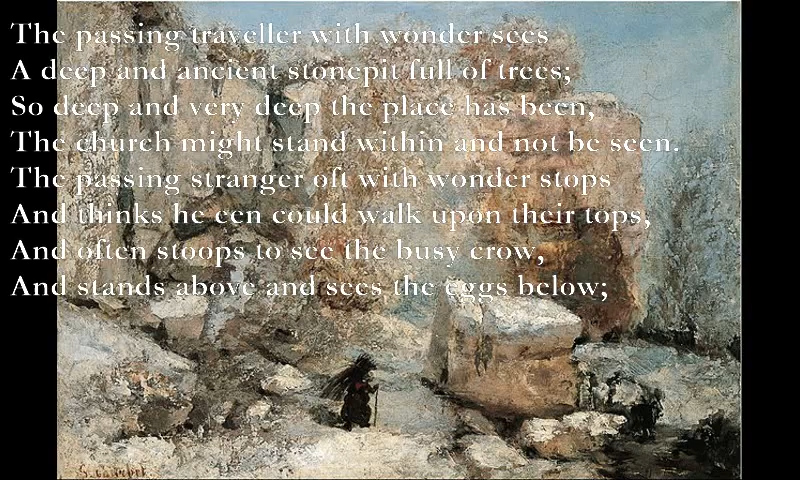 The passing traveller with wonder sees
A deep and ancient stonepit full of trees;
So deep and very deep the place has been,
The church might stand within and not be seen.
The passing stranger oft with wonder stops
And thinks he een could walk upon their tops,
And often stoops to see the busy crow,
And stands above and sees the eggs below;
G. Courbet.